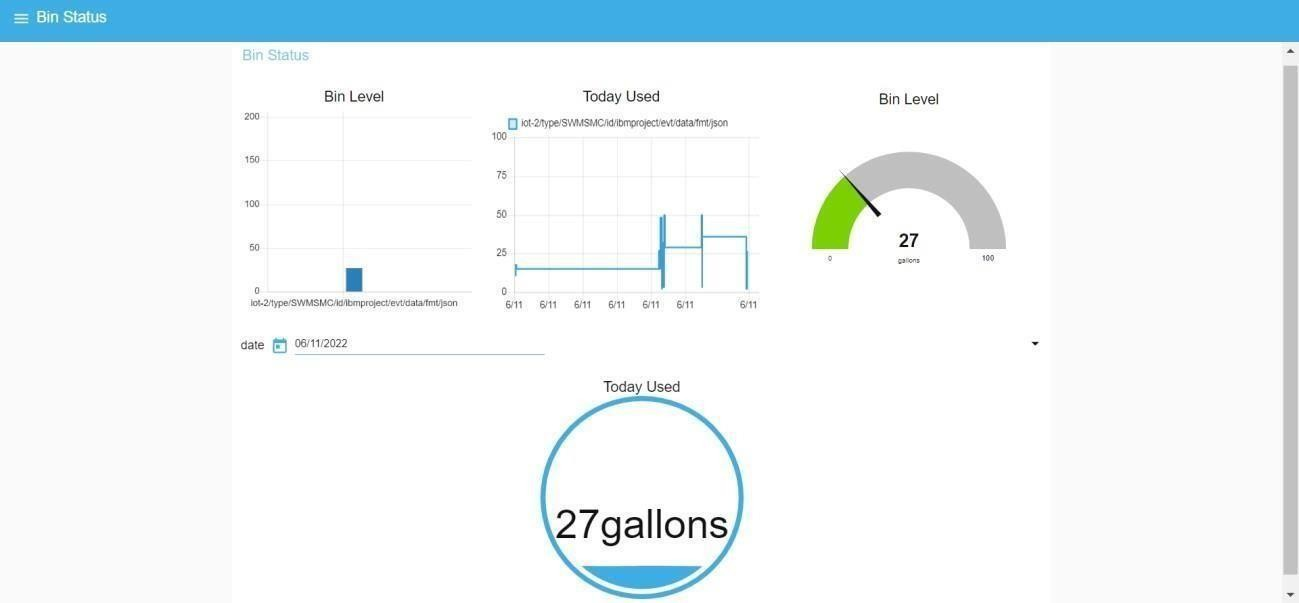 Bin Status
Bin Status
Bin Level
200
150
100
50
0
iot-2/type/SWMSMC/id/ibmproject/evt/data/fmt/json
Today Used
iot-2/type/SWMSMC/id/ibmproject/evt/data/fmt/json
100
75
50
25
0
6/11 6/11 6/11 6/11 6/11 6/11 6/11
Bin Level
27
gallons
0 100
date 06/11/2022
Today Used
27gallons